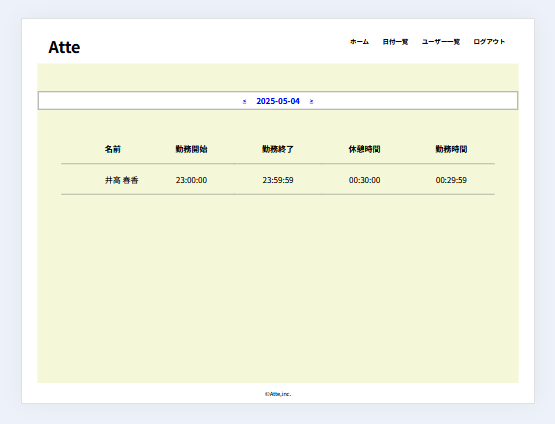 Atte
ホーム 日付一覧 ユーザー一覧 ログアウト
< 2025-05-04 >
名前 勤務開始 勤務終了 休憩時間 勤務時間
井高 春香 23:00:00 23:59:59 00:30:00 00:29:59
©Atte,inc.